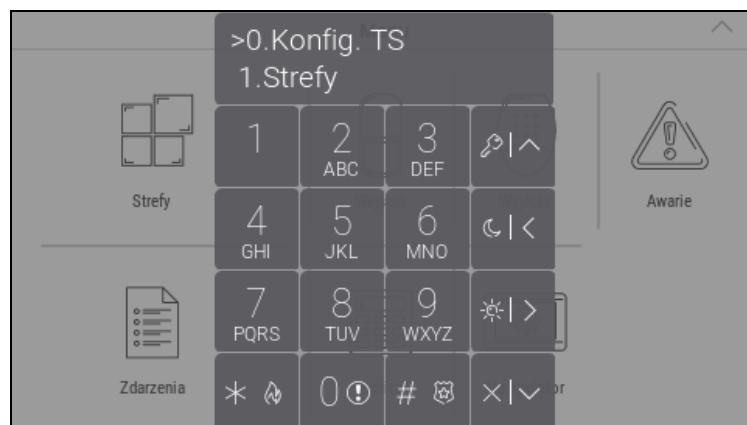 >0.Konfig. TS
1.Strefy
1
2
3
ABC
DEF
Strefy
Awarie
4
5
6
GHI
JKL
MNO
7
8
9
PQRS
TUV
WXYZ
Zdarzenia
*
0
#
or